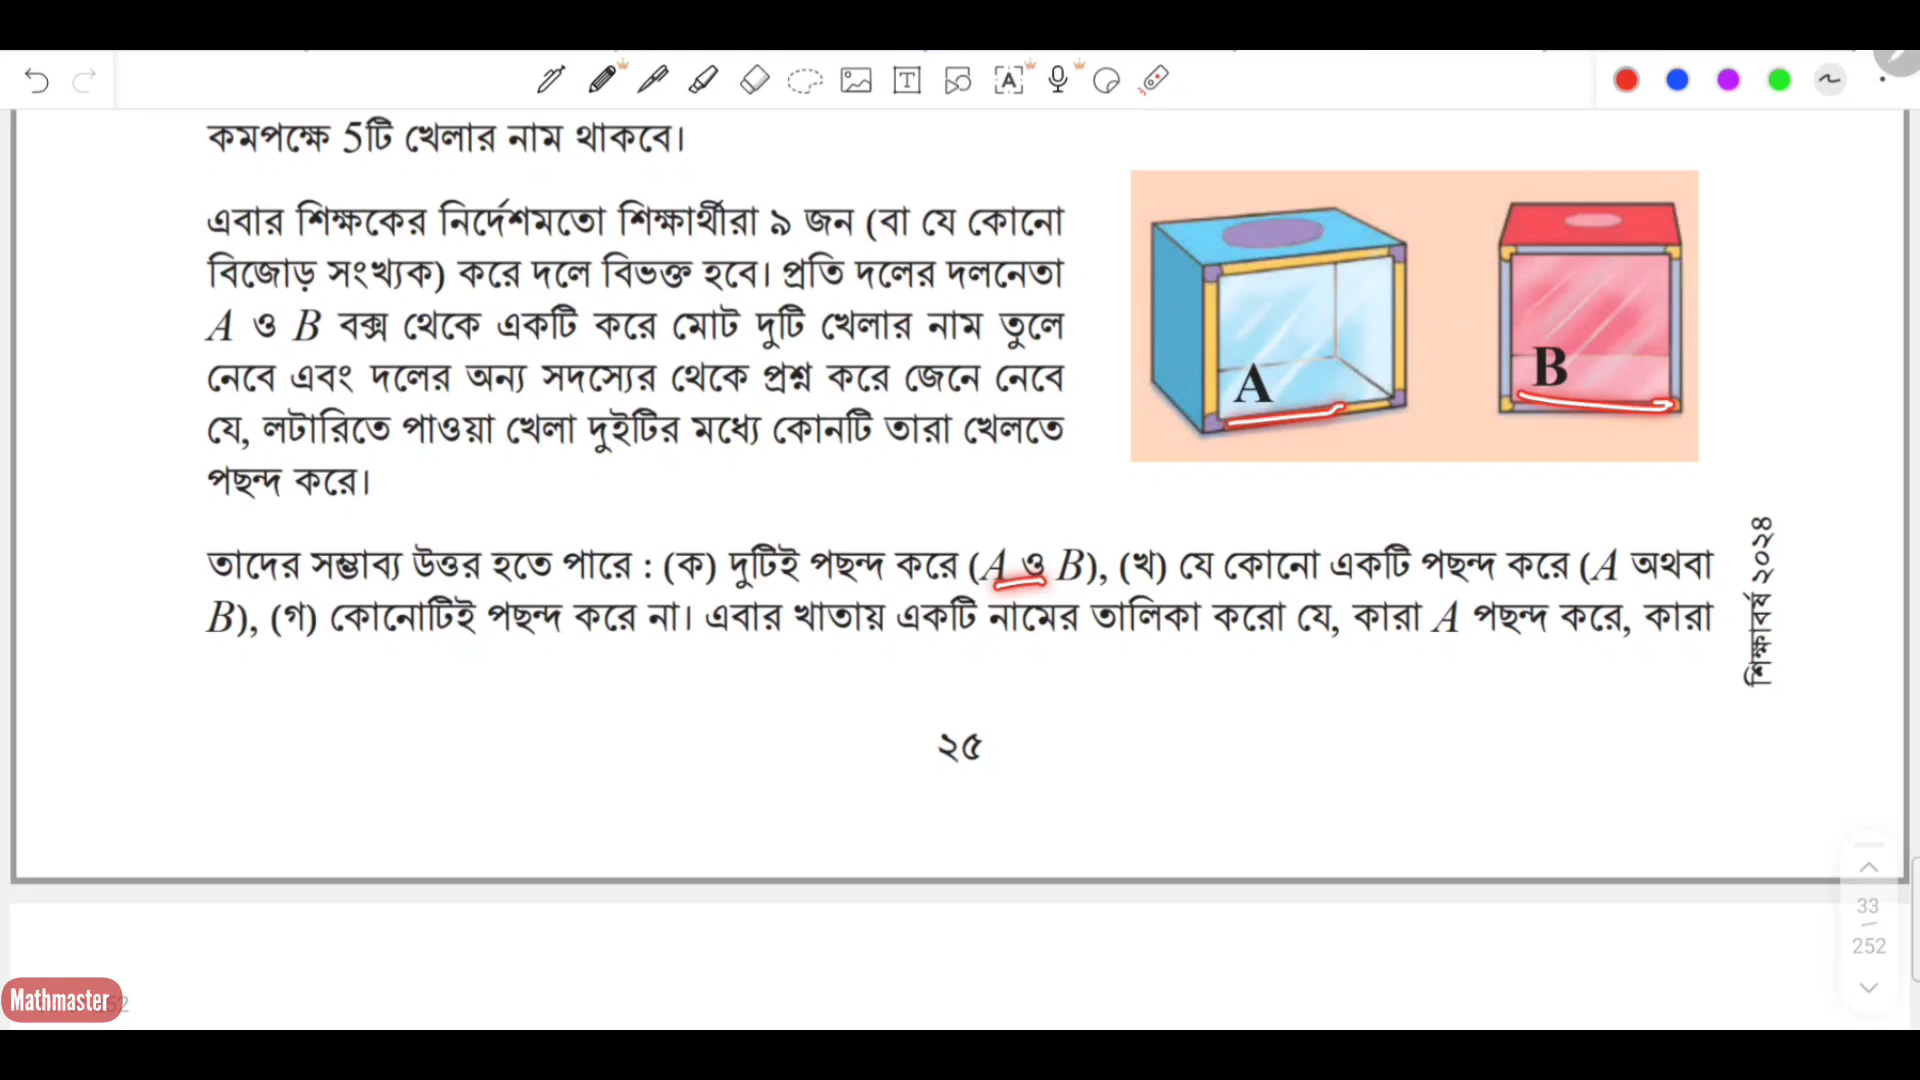 কমপক্ষে 5টি খেলার নাম থাকবে।
এবার শিক্ষকের নির্দেশমতো শিক্ষার্থীরা ৯ জন (বা যে কোনো
বিজোড় সংখ্যক) করে দলে বিভক্ত হবে। প্রতি দলের দলনেতা
A ও B বক্স থেকে একটি করে মোট দুটি খেলার নাম তুলে
নেবে এবং দলের অন্য সদস্যের থেকে প্রশ্ন করে জেনে নেবে
যে, লটারিতে পাওয়া খেলা দুইটির মধ্যে কোনটি তারা খেলতে
পছন্দ করে।
A
B
তাদের সম্ভাব্য উত্তর হতে পারে : (ক) দুটিই পছন্দ করে (A ও B), (খ) যে কোনো একটি পছন্দ করে (A অথবা
B), (গ) কোনোটিই পছন্দ করে না। এবার খাতায় একটি নামের তালিকা করো যে, কারা A পছন্দ করে, কারা
শিক্ষাবর্ষ ২০২৪
২৫
33
252
Mathmaster